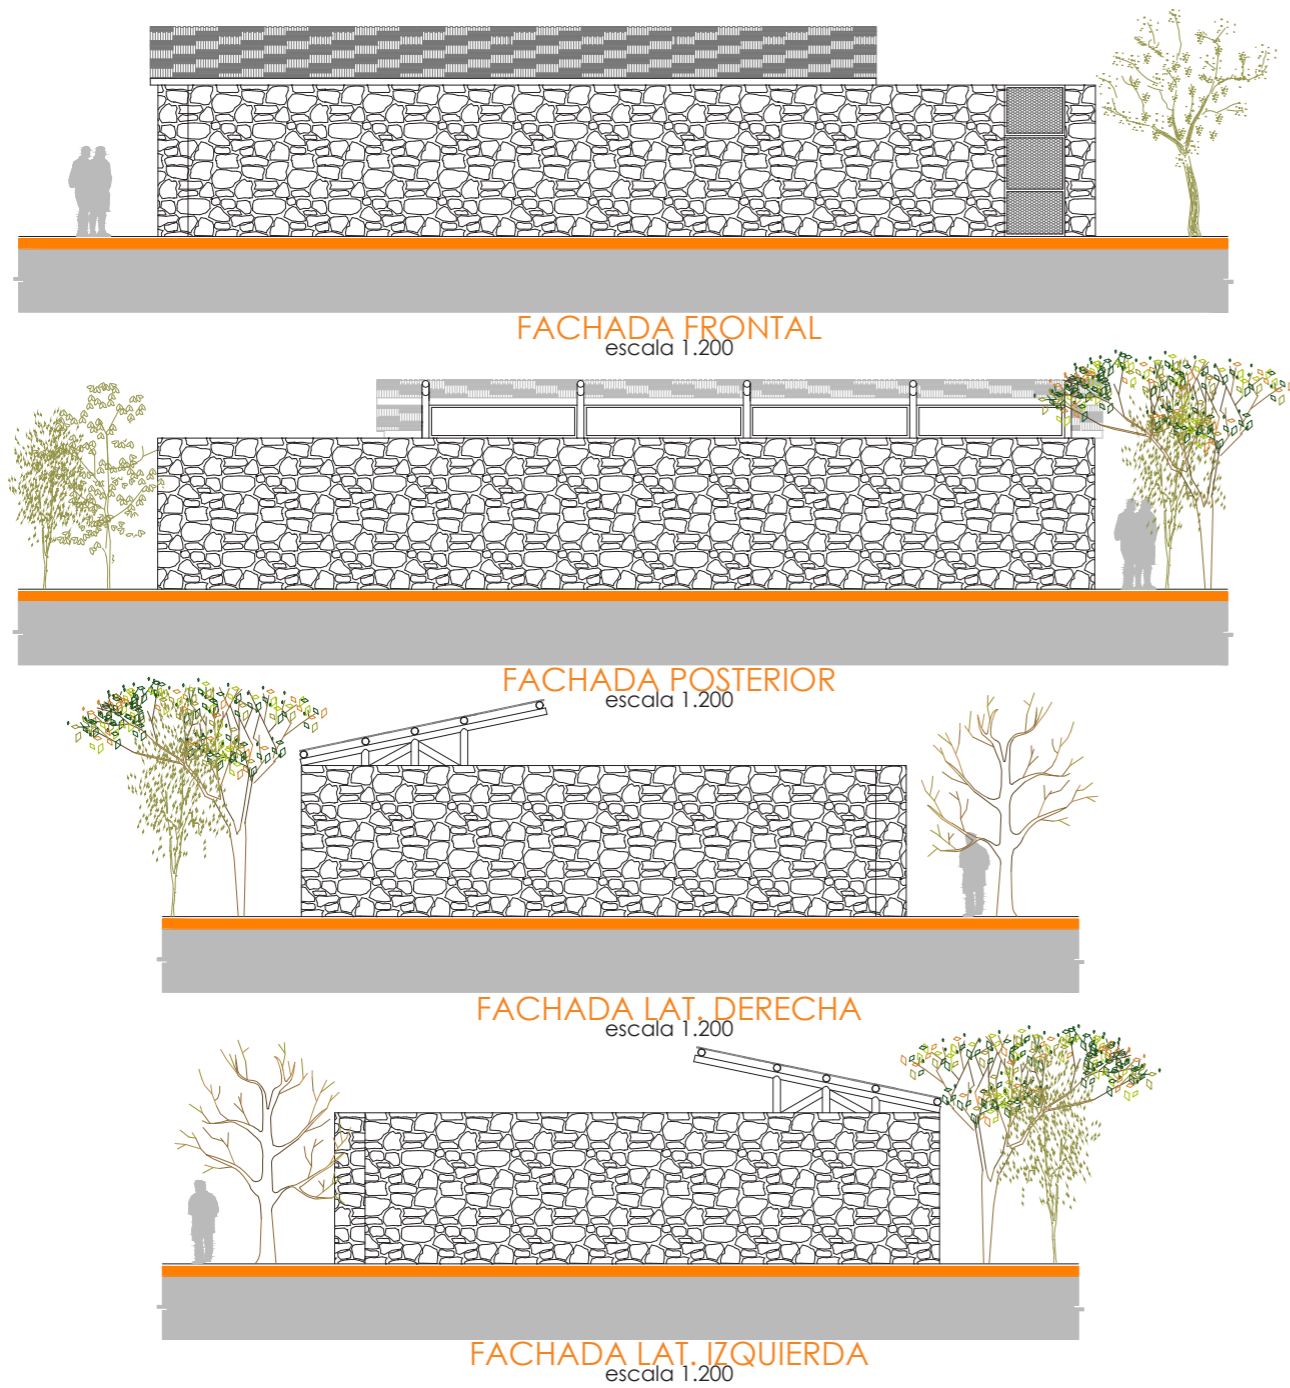 FACHADA FRONTAL
escala 1.200
FACHADA POSTERIOR
escala 1.200
FACHADA LAT. DERECHA
escala 1.200
FACHADA LAT. IZQUIERDA
escala 1.200